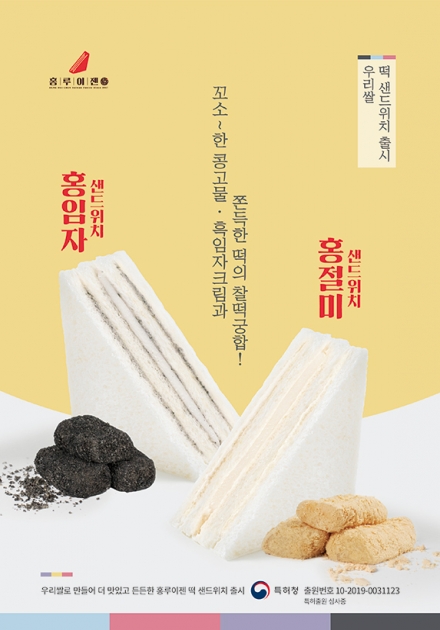 홍루이젠
우리쌀
떡 샌드위치 출시
꼬소~한 콩고물·흑임자크림과
쫀득한 떡의 찰떡궁합!
홍임자
샌드위치
홍절미
샌드위치
우리쌀로 만들어 더 맛있고 든든한 홍루이젠 떡 샌드위치 출시
특허청
출원번호 10-2019-0031123
특허출원 심사중